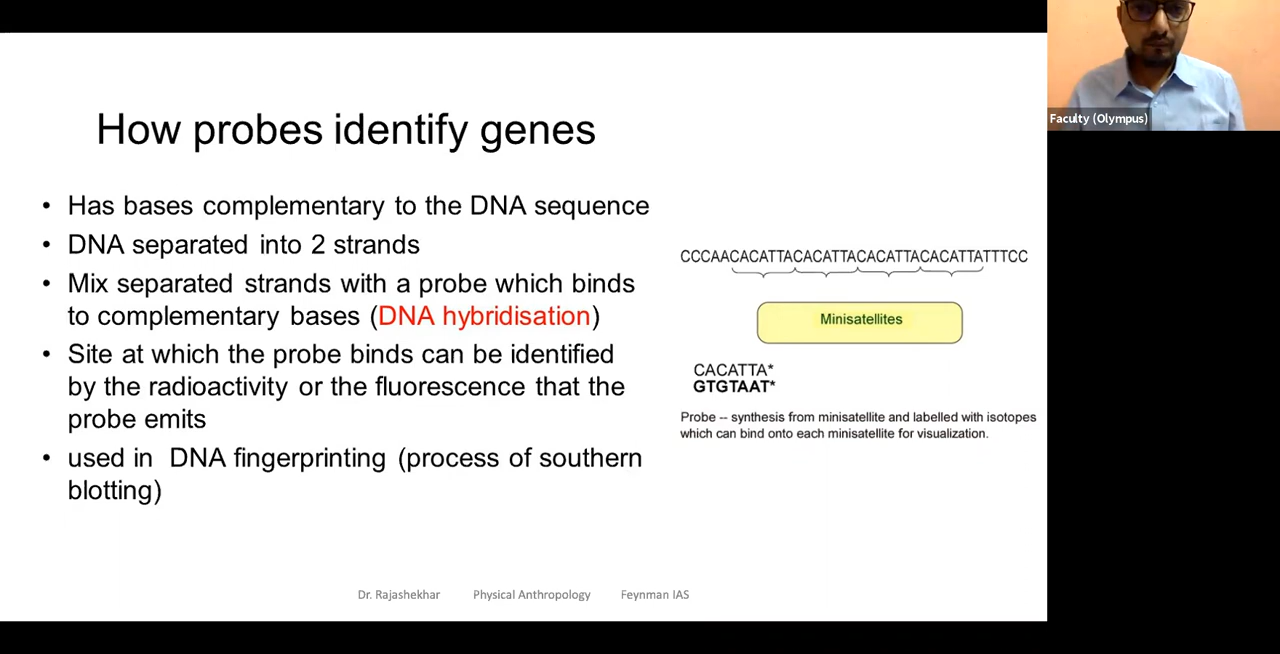 How probes identify genes
• Has bases complementary to the DNA sequence
• DNA separated into 2 strands
• Mix separated strands with a probe which binds
to complementary bases (DNA hybridisation)
• Site at which the probe binds can be identified
by the radioactivity or the fluorescence that the
probe emits
• used in DNA fingerprinting (process of southern
blotting)
CCCAACACATTACACATTACACATTACACATTATTTCC
Minisatellites
CACATTA*
GTGTAAT*
Probe -- synthesis from minisatellite and labelled with isotopes
which can bind onto each minisatellite for visualization.
Dr. Rajashekhar Physical Anthropology Feynman IAS
Faculty (Olympus)